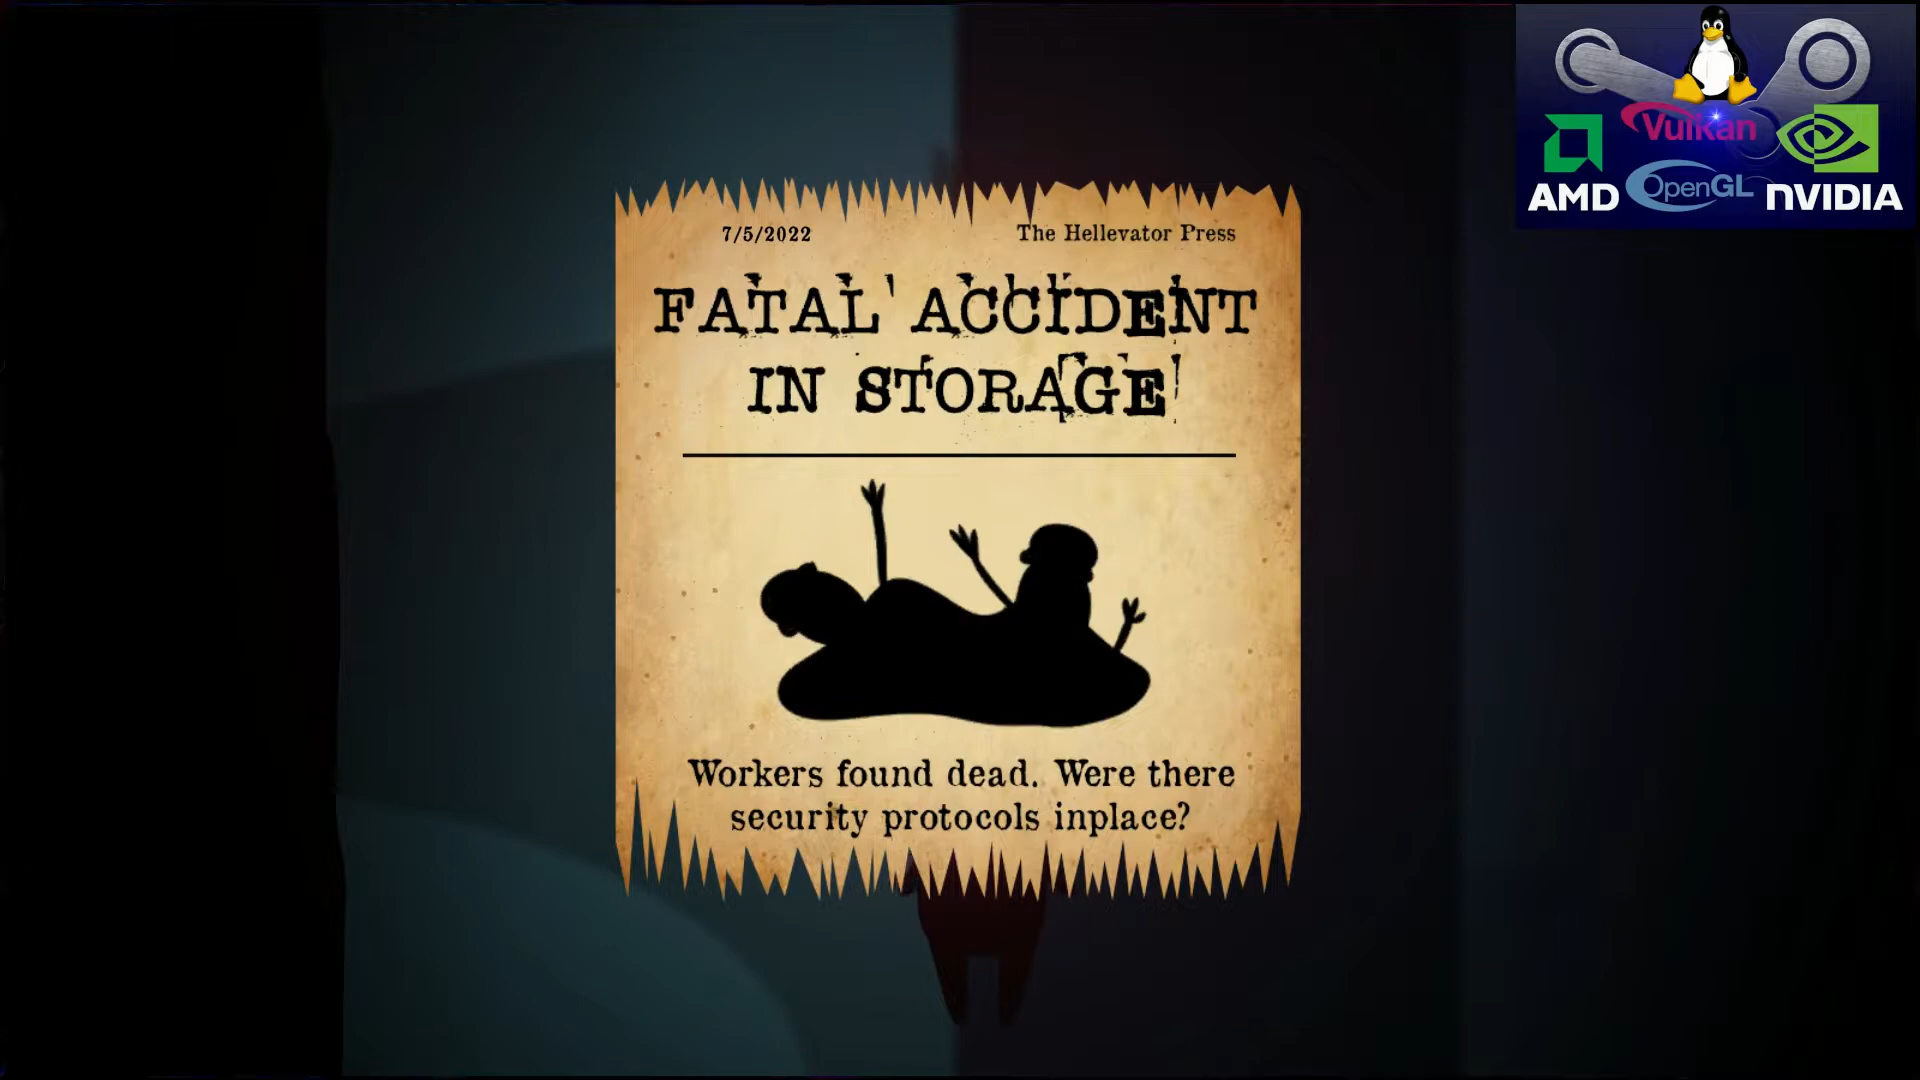 7/5/2022 The Hellevator Press
FATAL ACCIDENT
IN STORAGE
Workers found dead. Were there
security protocols inplace?
Vulkan
AMD OpenGL NVIDIA